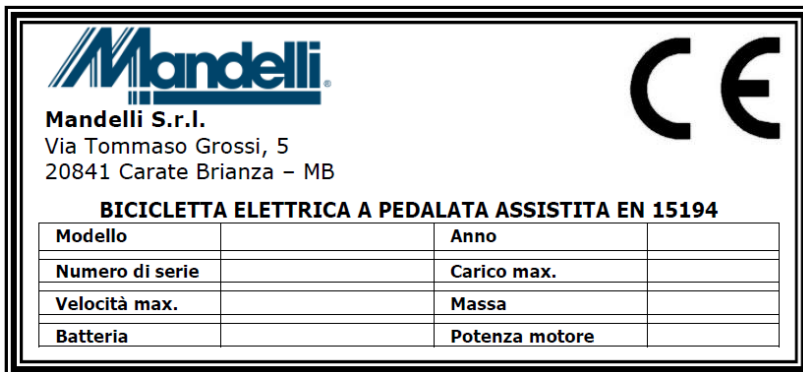 Mandelli
CE
Mandelli S.r.l.
Via Tommaso Grossi, 5
20841 Carate Brianza – MB
BICICLETTA ELETTRICA A PEDALATA ASSISTITA EN 15194
Modello Anno
Numero di serie Carico max.
Velocità max. Massa
Batteria Potenza motore